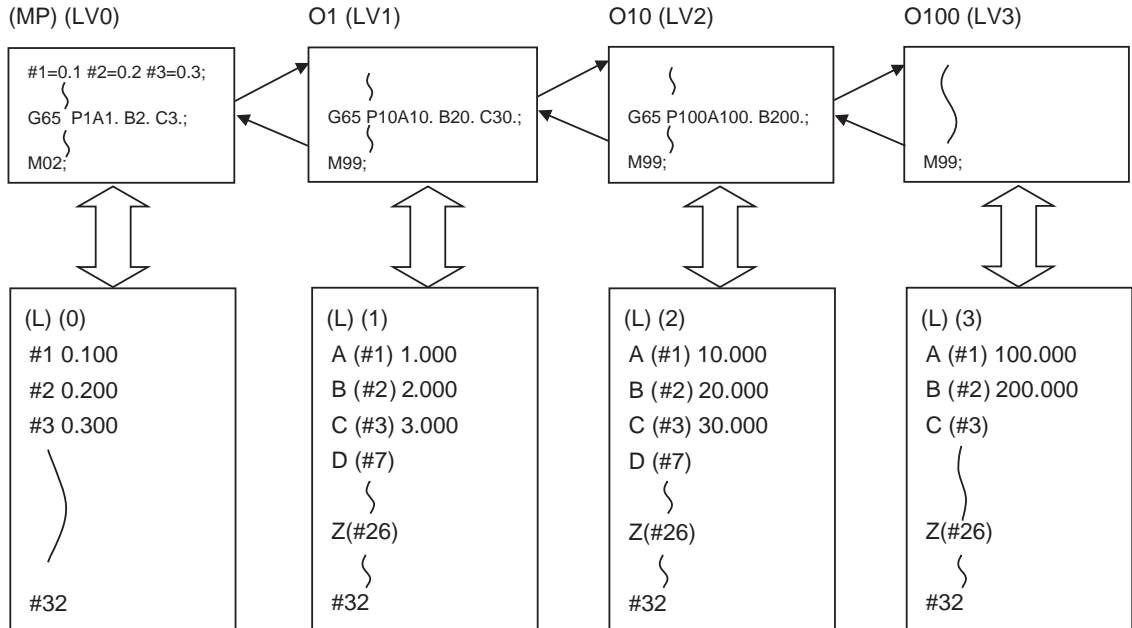 (MP) (LV0)
#1=0.1 #2=0.2 #3=0.3;
G65 P1A1. B2. C3.;
M02;
O1 (LV1)
G65 P10A10. B20. C30.;
M99;
O10 (LV2)
G65 P100A100. B200.;
M99;
O100 (LV3)
M99;
(L) (0)
#1 0.100
#2 0.200
#3 0.300
#32
(L) (1)
A (#1) 1.000
B (#2) 2.000
C (#3) 3.000
D (#7)
Z(#26)
#32
(L) (2)
A (#1) 10.000
B (#2) 20.000
C (#3) 30.000
D (#7)
Z(#26)
#32
(L) (3)
A (#1) 100.000
B (#2) 200.000
C (#3)
Z(#26)
#32